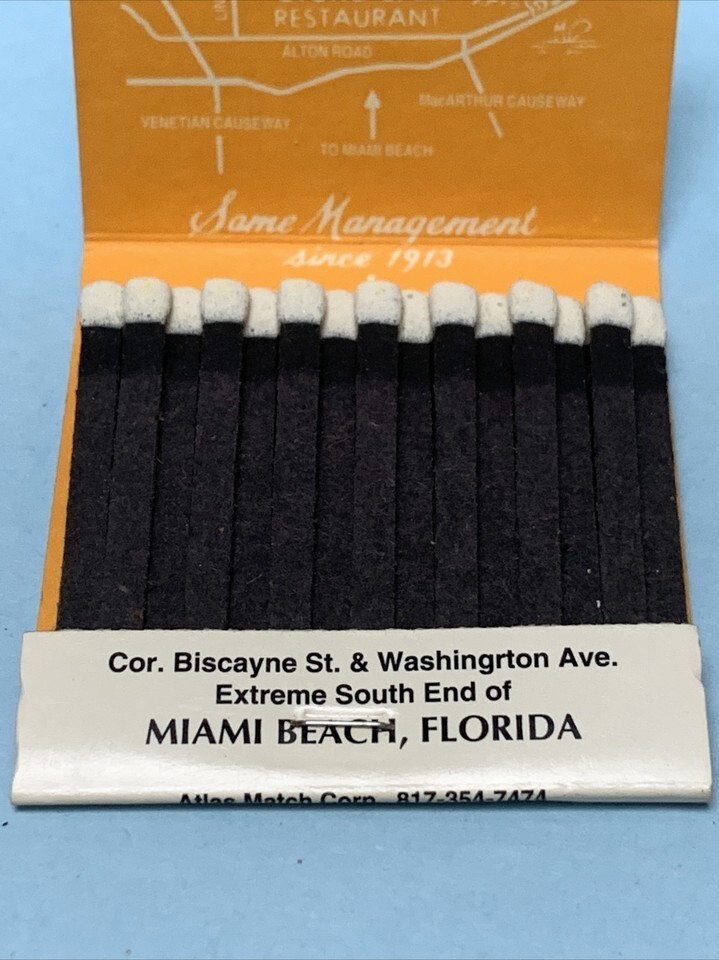 LIN
RESTAURANT
ALTON ROAD
MacARTHUR CAUSEWAY
VENETIAN CAUSEWAY
TO MIAMI BEACH
Same Management
since 1913
Cor. Biscayne St. & Washingrton Ave.
Extreme South End of
MIAMI BEACH, FLORIDA
Atlas Match Corp. 817-354-7474